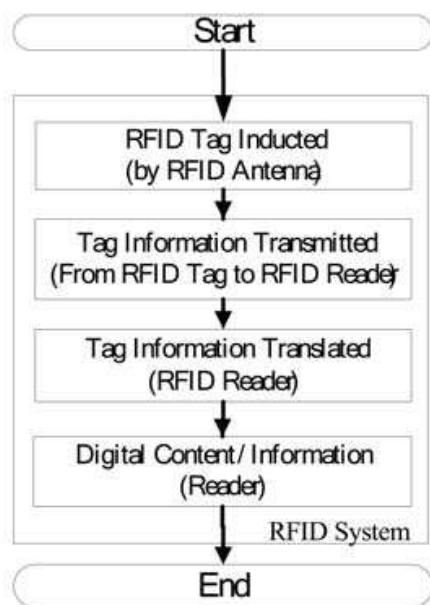 Start
RFID Tag Inducted
(by RFID Antenna)
Tag Information Transmitted
(From RFID Tag to RFID Reader)
Tag Information Translated
(RFID Reader)
Digital Content/ Information
(Reader)
RFID System
End